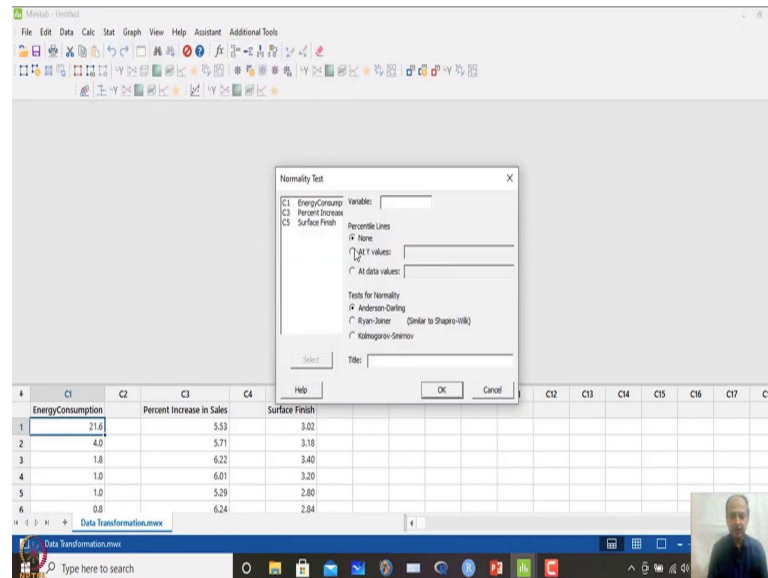 Minitab - Untitled
File Edit Data Calc Stat Graph View Help Assistant Additional Tools
Normality Test
C1 EnergyConsump
C3 Percent Increase
C5 Surface Finish
Variable:
Percentile Lines
None
At Y values:
At data values:
Tests for Normality
Anderson-Darling
Ryan-Joiner (Similar to Shapiro-Wilk)
Kolmogorov-Smirnov
Select
Title:
Help OK Cancel
C1 C2 C3 C4 C12 C13 C14 C15 C16 C17
EnergyConsumption Percent Increase in Sales Surface Finish
1 21.6 5.53 3.02
2 4.0 5.71 3.18
3 1.8 6.22 3.40
4 1.0 6.01 3.20
5 1.0 5.29 2.80
6 0.8 6.24 2.84
Data Transformation.mwx
Data Transformation.mwx
Type here to search
NPTEL